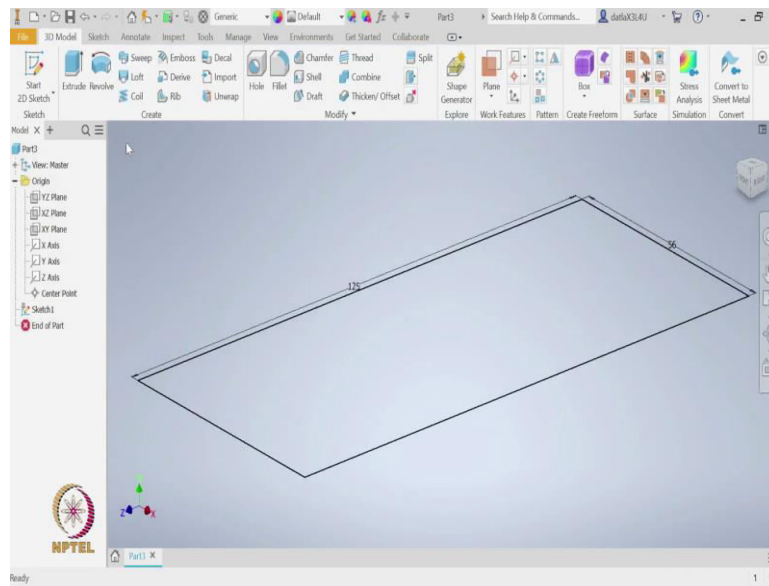 Generic Default Part3 Search Help & Commands... datlaX3L4U
File 3D Model Sketch Annotate Inspect Tools Manage View Environments Get Started Collaborate
Start 2D Sketch
Extrude Revolve
Sweep Emboss Decal
Loft Derive Import
Coil Rib Unwrap
Hole Fillet
Chamfer Thread Split
Shell Combine
Draft Thicken/ Offset
Shape Generator
Plane
Box
Stress Analysis
Convert to Sheet Metal
Sketch Create Modify Explore Work Features Pattern Create Freeform Surface Simulation Convert
Model X +
Part3
View: Master
Origin
YZ Plane
XZ Plane
XY Plane
X Axis
Y Axis
Z Axis
Center Point
Sketch1
End of Part
56
125
Z X
NPTEL
Part3 X
Ready 1